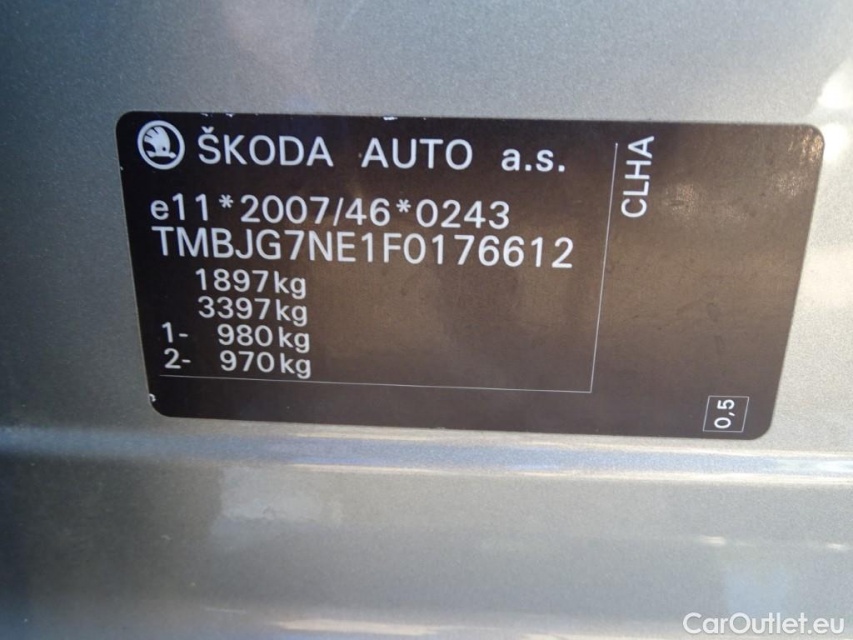 ŠKODA AUTO a.s.
e11*2007/46*0243
TMBJG7NE1F0176612
1897kg
3397kg
1- 980kg
2- 970kg
CLHA
0,5
CarOutlet.eu